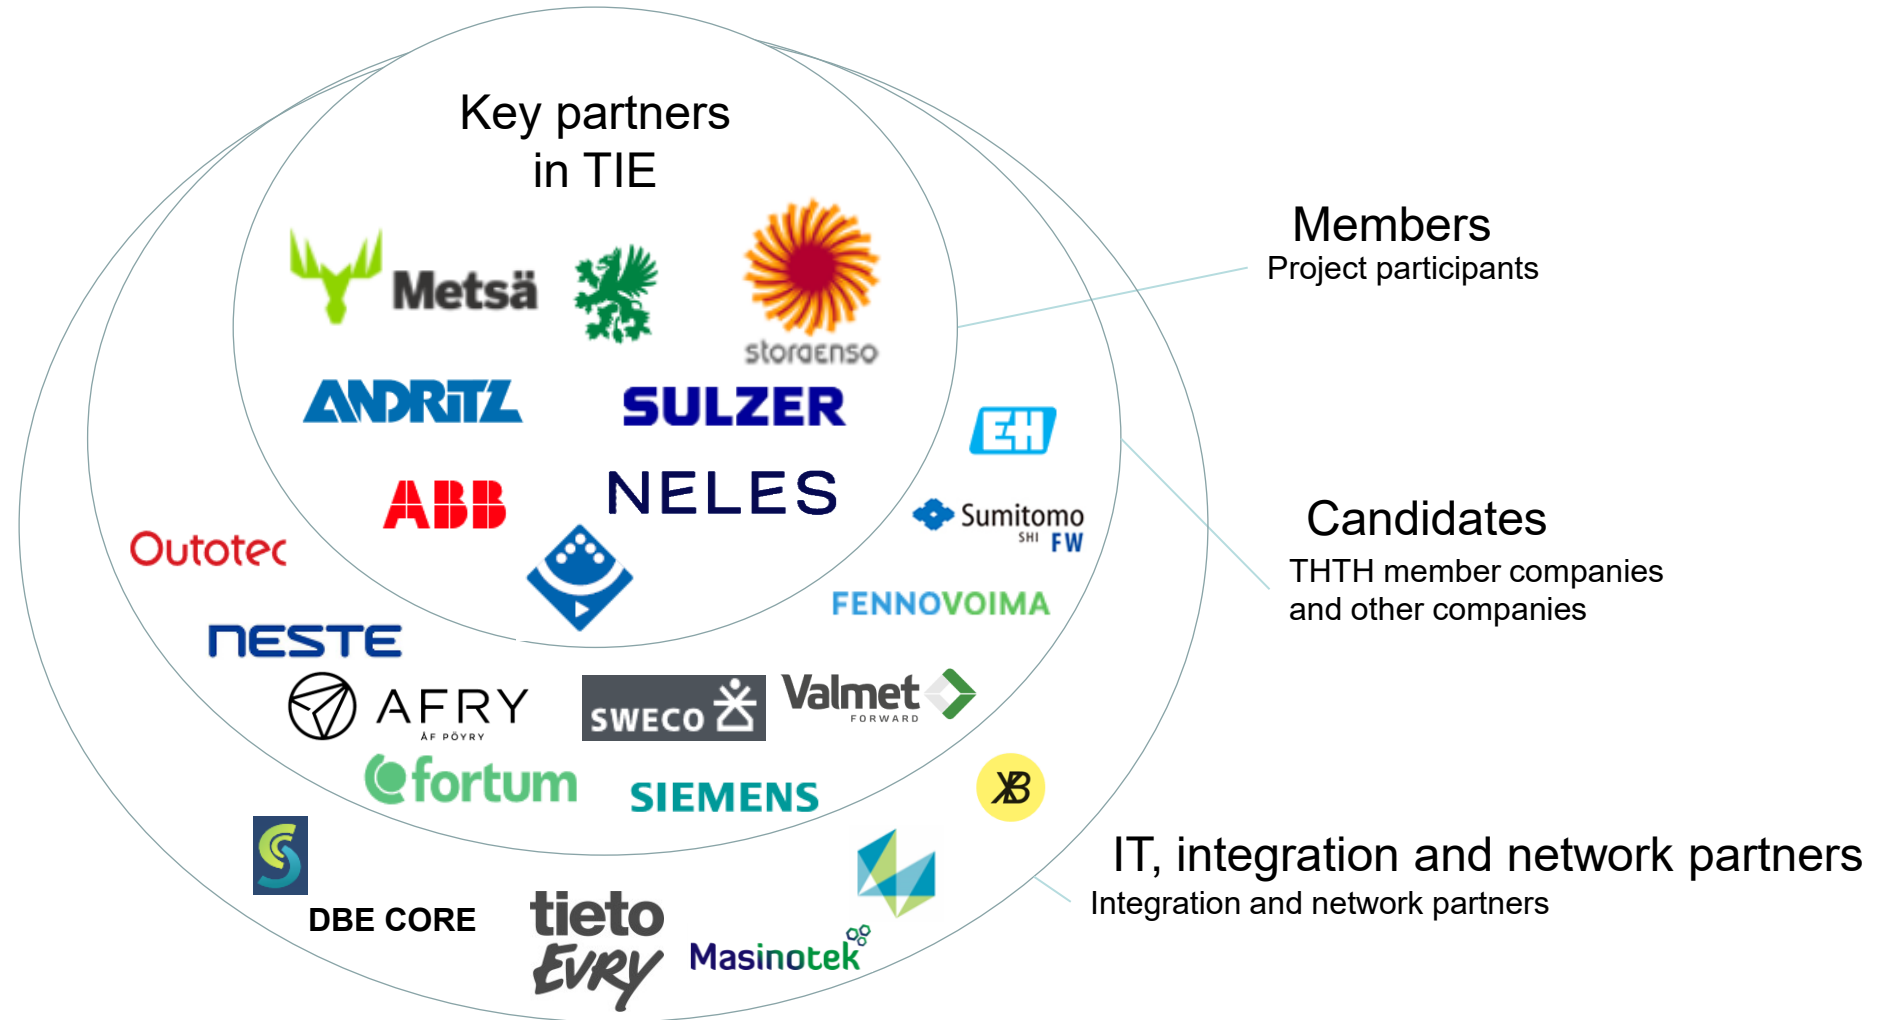 Key partners
in TIE
Metsä
storaenso
ANDRITZ
SULZER
ABB
NELES
EH
Sumitomo
SHI
FW
Outotec
FENNOVOIMA
NESTE
AFRY
ÅF PÖYRY
SWECO
Valmet
FORWARD
fortum
SIEMENS
DBE CORE
tieto
EVRY
Masinotek
Members
Project participants
Candidates
THTH member companies
and other companies
IT, integration and network partners
Integration and network partners